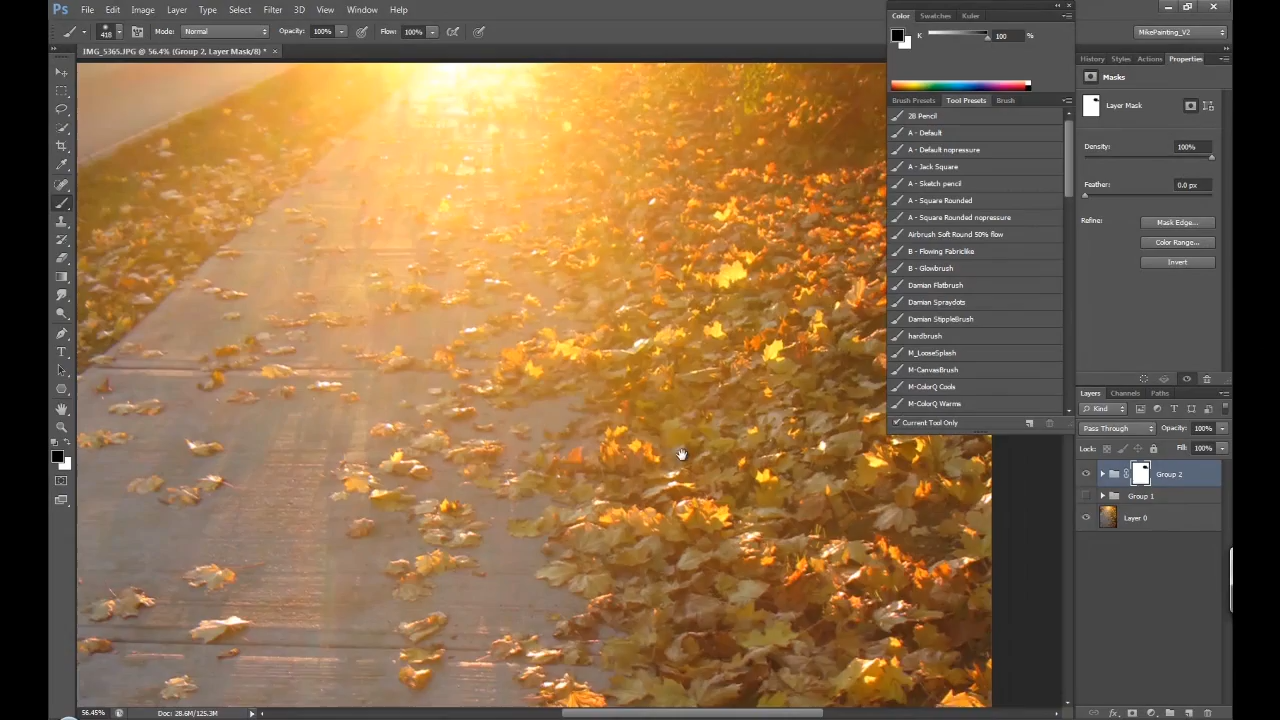 Ps File Edit Image Layer Type Select Filter 3D View Window Help
418 Mode: Normal Opacity: 100% Flow: 100%
MikePainting_V2
IMG_5365.JPG @ 56.4% (Group 2, Layer Mask/8) * ×
Color Swatches Kuler
K 100 %
Brush Presets Tool Presets Brush
2B Pencil
A - Default
A - Default nopressure
A - Jack Square
A - Sketch pencil
A - Square Rounded
A - Square Rounded nopressure
Airbrush Soft Round 50% flow
B - Flowing Fabriclike
B - Glowbrush
Damian Flatbrush
Damian Spraydots
Damian StippleBrush
hardbrush
M_LooseSplash
M-CanvasBrush
M-ColorQ Cools
M-ColorQ Warms
Current Tool Only
History Styles Actions Properties
Masks
Layer Mask
Density: 100%
Feather: 0.0 px
Refine: Mask Edge...
Color Range...
Invert
Layers Channels Paths
Kind
Pass Through Opacity: 100%
Lock: Fill: 100%
Group 2
Group 1
Layer 0
56.45% Doc: 28.6M/125.3M